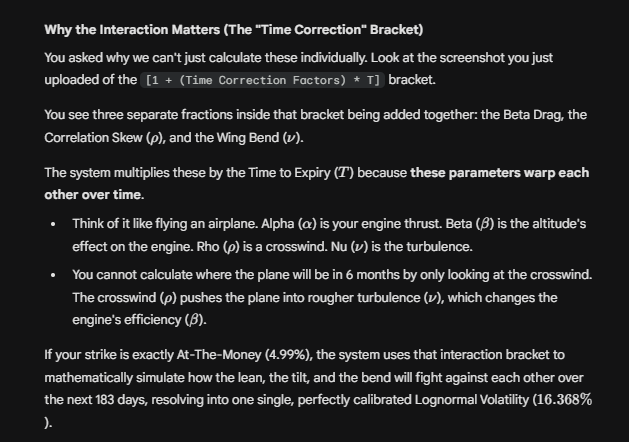 Why the Interaction Matters (The "Time Correction" Bracket)
You asked why we can't just calculate these individually. Look at the screenshot you just
uploaded of the [1 + (Time Correction Factors) * T] bracket.
You see three separate fractions inside that bracket being added together: the Beta Drag, the
Correlation Skew (ρ), and the Wing Bend (ν).
The system multiplies these by the Time to Expiry (T) because these parameters warp each
other over time.
• Think of it like flying an airplane. Alpha (α) is your engine thrust. Beta (β) is the altitude's
effect on the engine. Rho (ρ) is a crosswind. Nu (ν) is the turbulence.
• You cannot calculate where the plane will be in 6 months by only looking at the crosswind.
The crosswind (ρ) pushes the plane into rougher turbulence (ν), which changes the
engine's efficiency (β).
If your strike is exactly At-The-Money (4.99%), the system uses that interaction bracket to
mathematically simulate how the lean, the tilt, and the bend will fight against each other over
the next 183 days, resolving into one single, perfectly calibrated Lognormal Volatility (16.368%
).